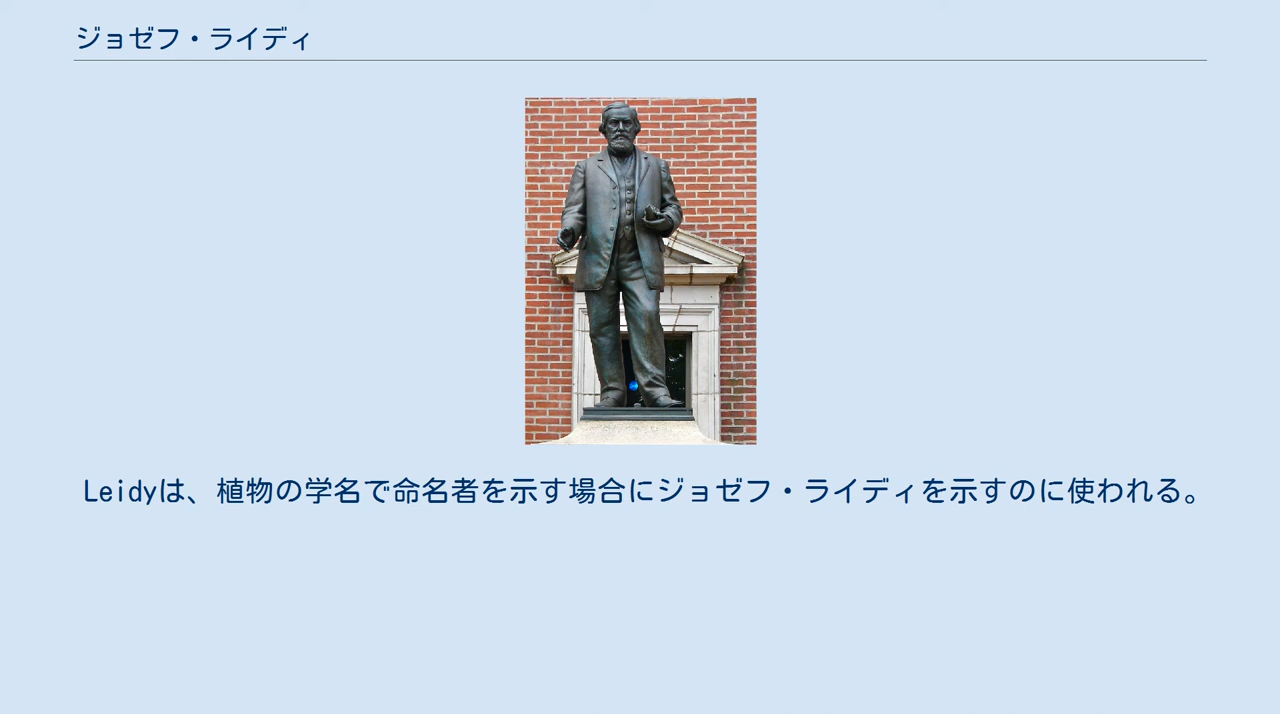 ジョゼフ・ライディ
Leidyは、植物の学名で命名者を示す場合にジョゼフ・ライディを示すのに使われる。